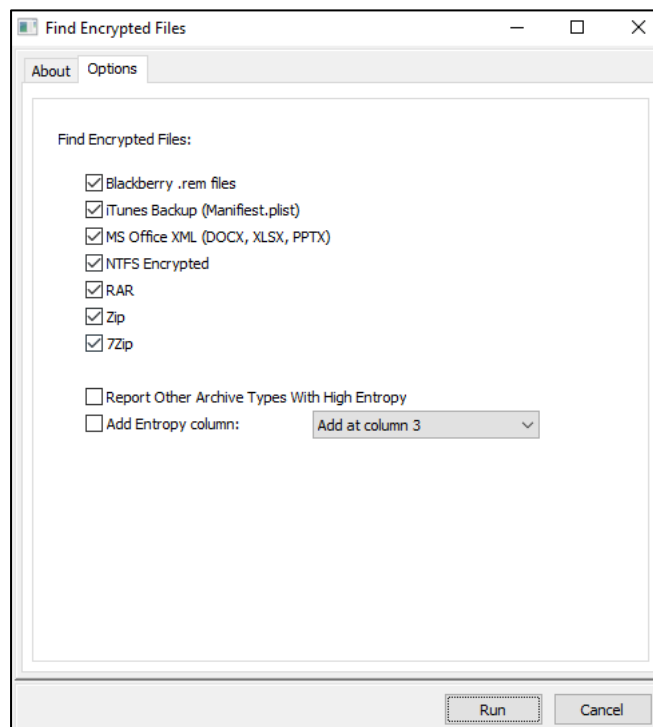 Find Encrypted Files
About Options
Find Encrypted Files:
Blackberry .rem files
iTunes Backup (Manifiest.plist)
MS Office XML (DOCX, XLSX, PPTX)
NTFS Encrypted
RAR
Zip
7Zip
Report Other Archive Types With High Entropy
Add Entropy column: Add at column 3
Run Cancel